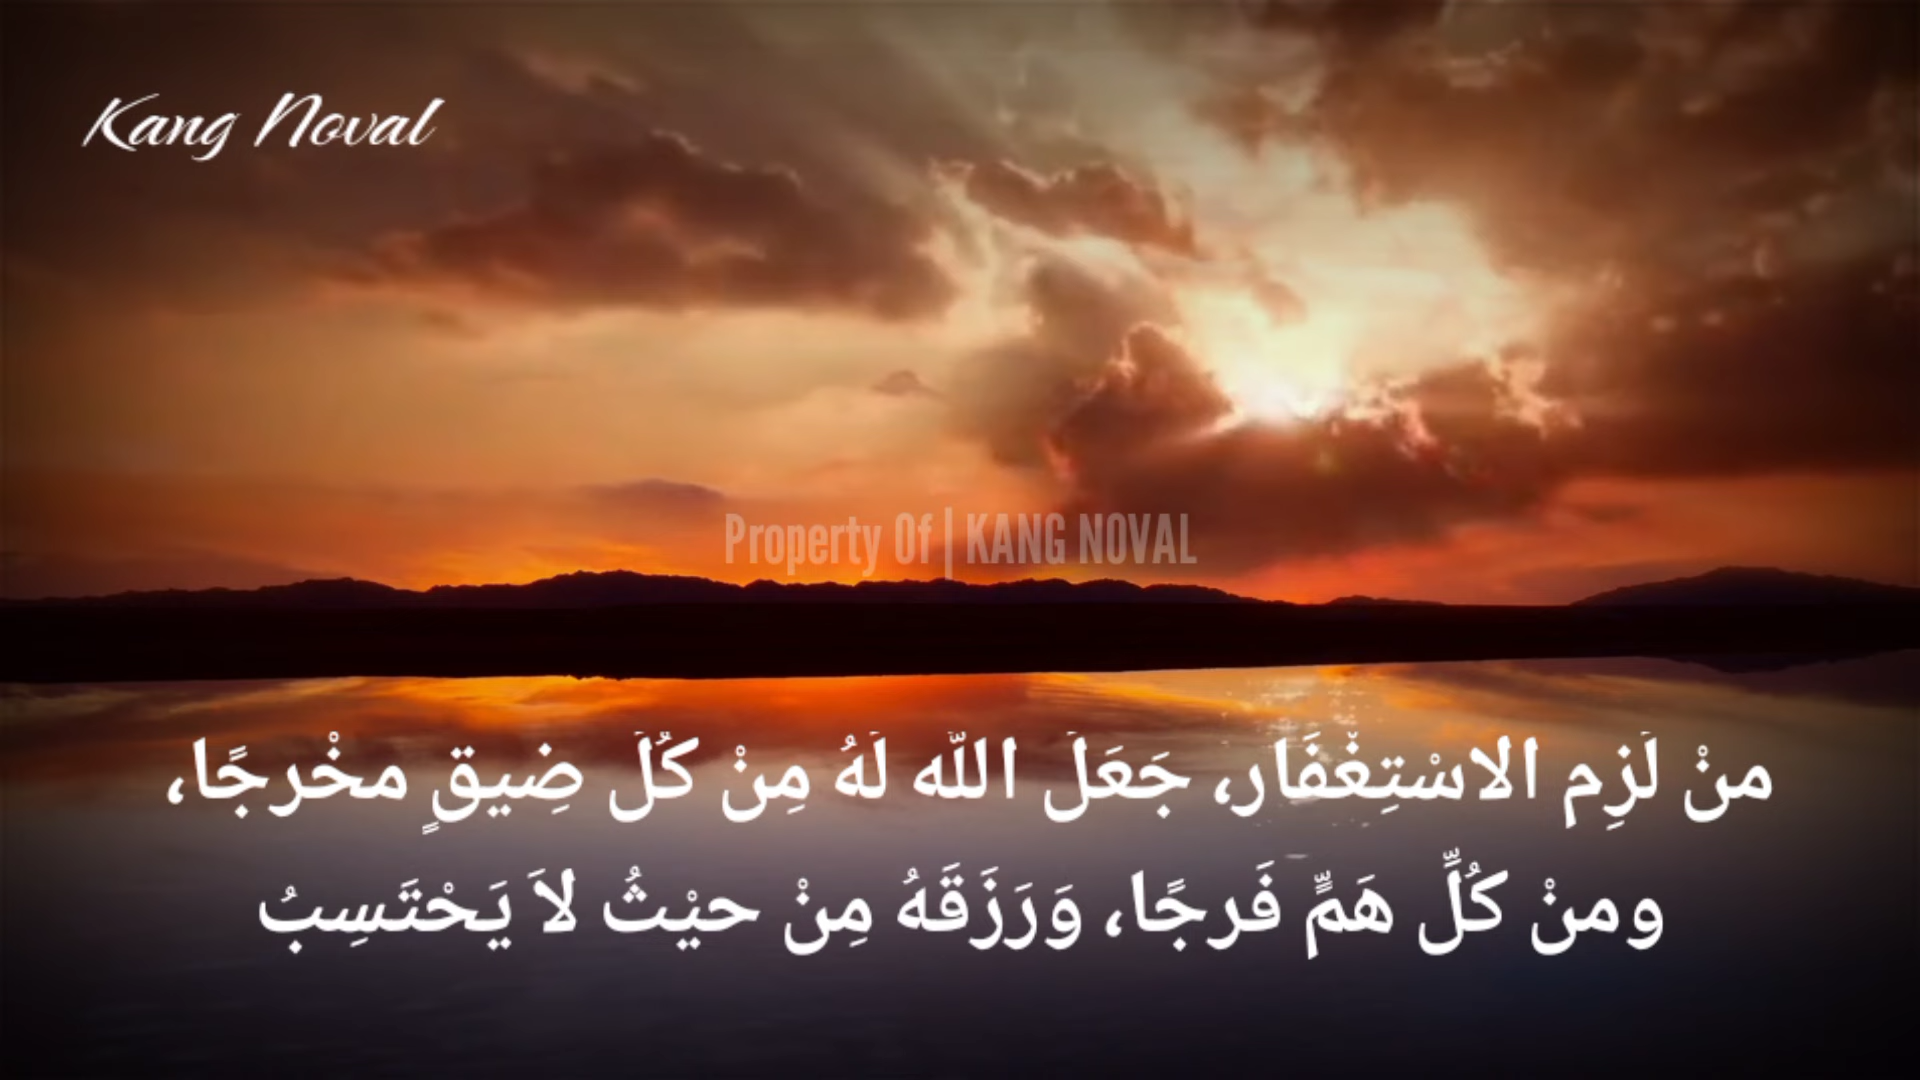 Kang Noval
Property Of | KANG NOVAL
منْ لَزِم الاسْتِغْفَار، جَعَلَ اللَّه لَهُ مِنْ كُلَ ضِيقٍ مخْرجًا،
ومنْ كُلِّ هَمٍّ فَرجًا، وَرَزَقَهُ مِنْ حيْثُ لاَ يَحْتَسِبُ